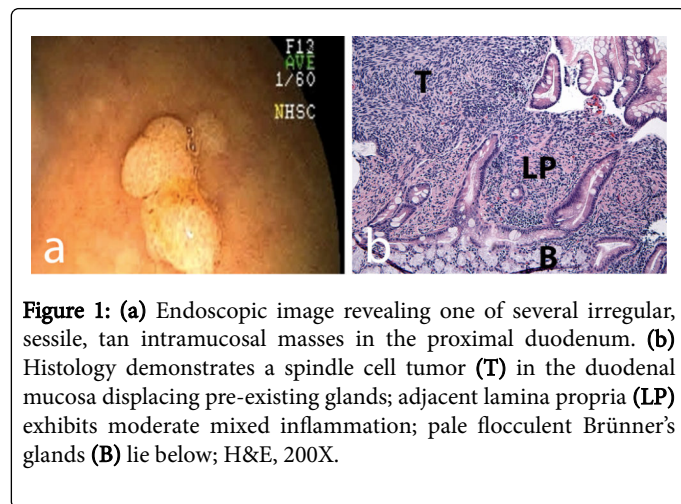 F13
AVE
1/60
NHSC
a
T
LP
B
b
Figure 1: (a) Endoscopic image revealing one of several irregular,
sessile, tan intramucosal masses in the proximal duodenum. (b)
Histology demonstrates a spindle cell tumor (T) in the duodenal
mucosa displacing pre-existing glands; adjacent lamina propria (LP)
exhibits moderate mixed inflammation; pale flocculent Brünner's
glands (B) lie below; H&E, 200X.